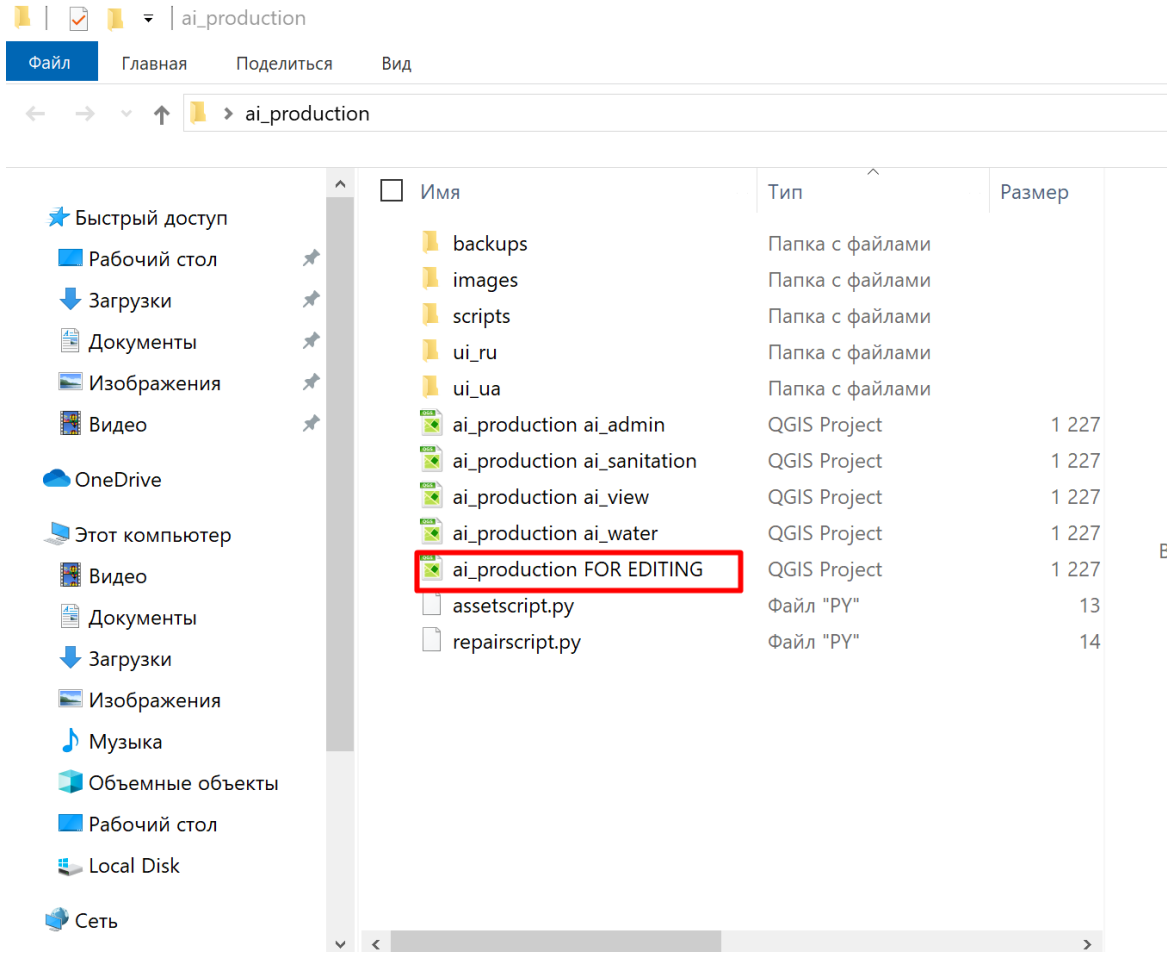 ai_production
Файл Главная Поделиться Вид
ai_production
Быстрый доступ
Рабочий стол
Загрузки
Документы
Изображения
Видео
OneDrive
Этот компьютер
Видео
Документы
Загрузки
Изображения
Музыка
Объемные объекты
Рабочий стол
Local Disk
Сеть
Имя Тип Размер
backups Папка с файлами
images Папка с файлами
scripts Папка с файлами
ui_ru Папка с файлами
ui_ua Папка с файлами
ai_production ai_admin QGIS Project 1 227
ai_production ai_sanitation QGIS Project 1 227
ai_production ai_view QGIS Project 1 227
ai_production ai_water QGIS Project 1 227
ai_production FOR EDITING QGIS Project 1 227
assetscript.py Файл "PY" 13
repairscript.py Файл "PY" 14